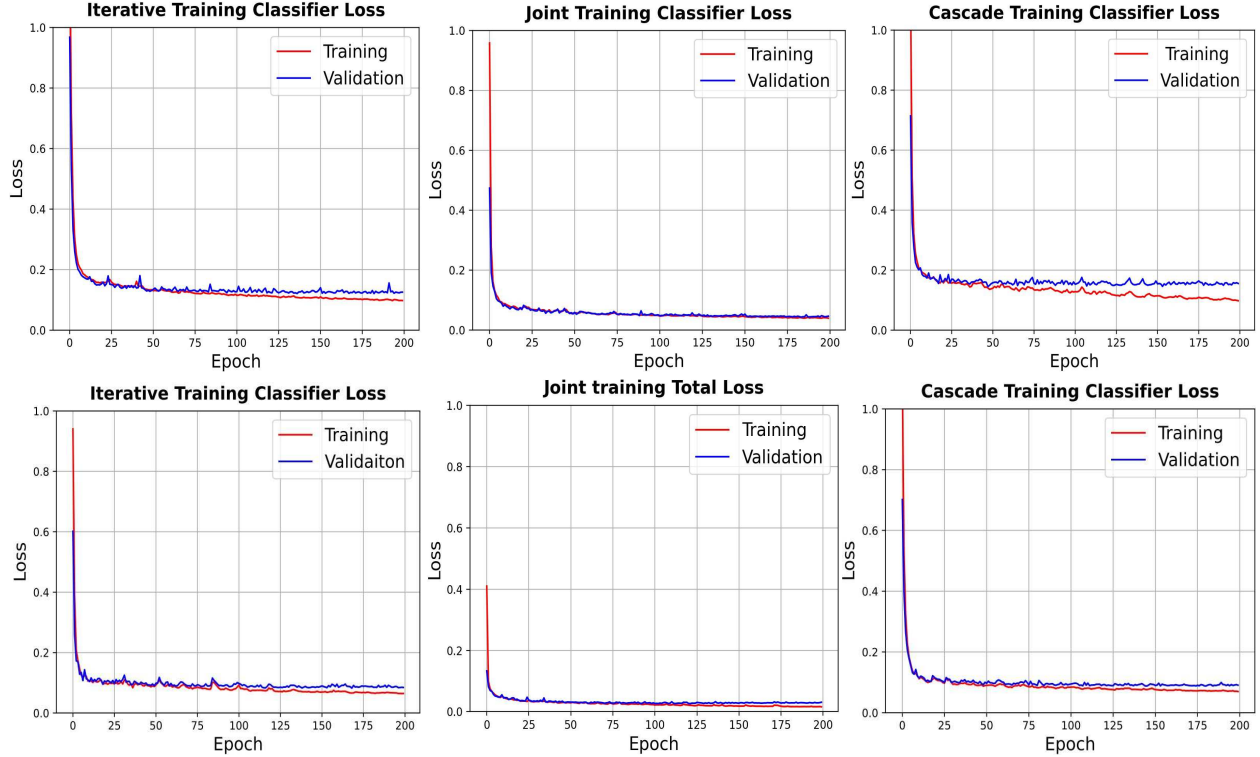 Iterative Training Classifier Loss
1.0
0.8
0.6
0.4
0.2
0.0
Loss
Training
Validation
0 25 50 75 100 125 150 175 200
Epoch
Joint Training Classifier Loss
1.0
0.8
0.6
0.4
0.2
0.0
Loss
Training
Validation
0 25 50 75 100 125 150 175 200
Epoch
Cascade Training Classifier Loss
1.0
0.8
0.6
0.4
0.2
0.0
Loss
Training
Validation
0 25 50 75 100 125 150 175 200
Epoch
Iterative Training Classifier Loss
1.0
0.8
0.6
0.4
0.2
0.0
Loss
Training
Validaiton
0 25 50 75 100 125 150 175 200
Epoch
Joint training Total Loss
1.0
0.8
0.6
0.4
0.2
0.0
Loss
Training
Validation
0 25 50 75 100 125 150 175 200
Epoch
Cascade Training Classifier Loss
1.0
0.8
0.6
0.4
0.2
0.0
Loss
Training
Validation
0 25 50 75 100 125 150 175 200
Epoch